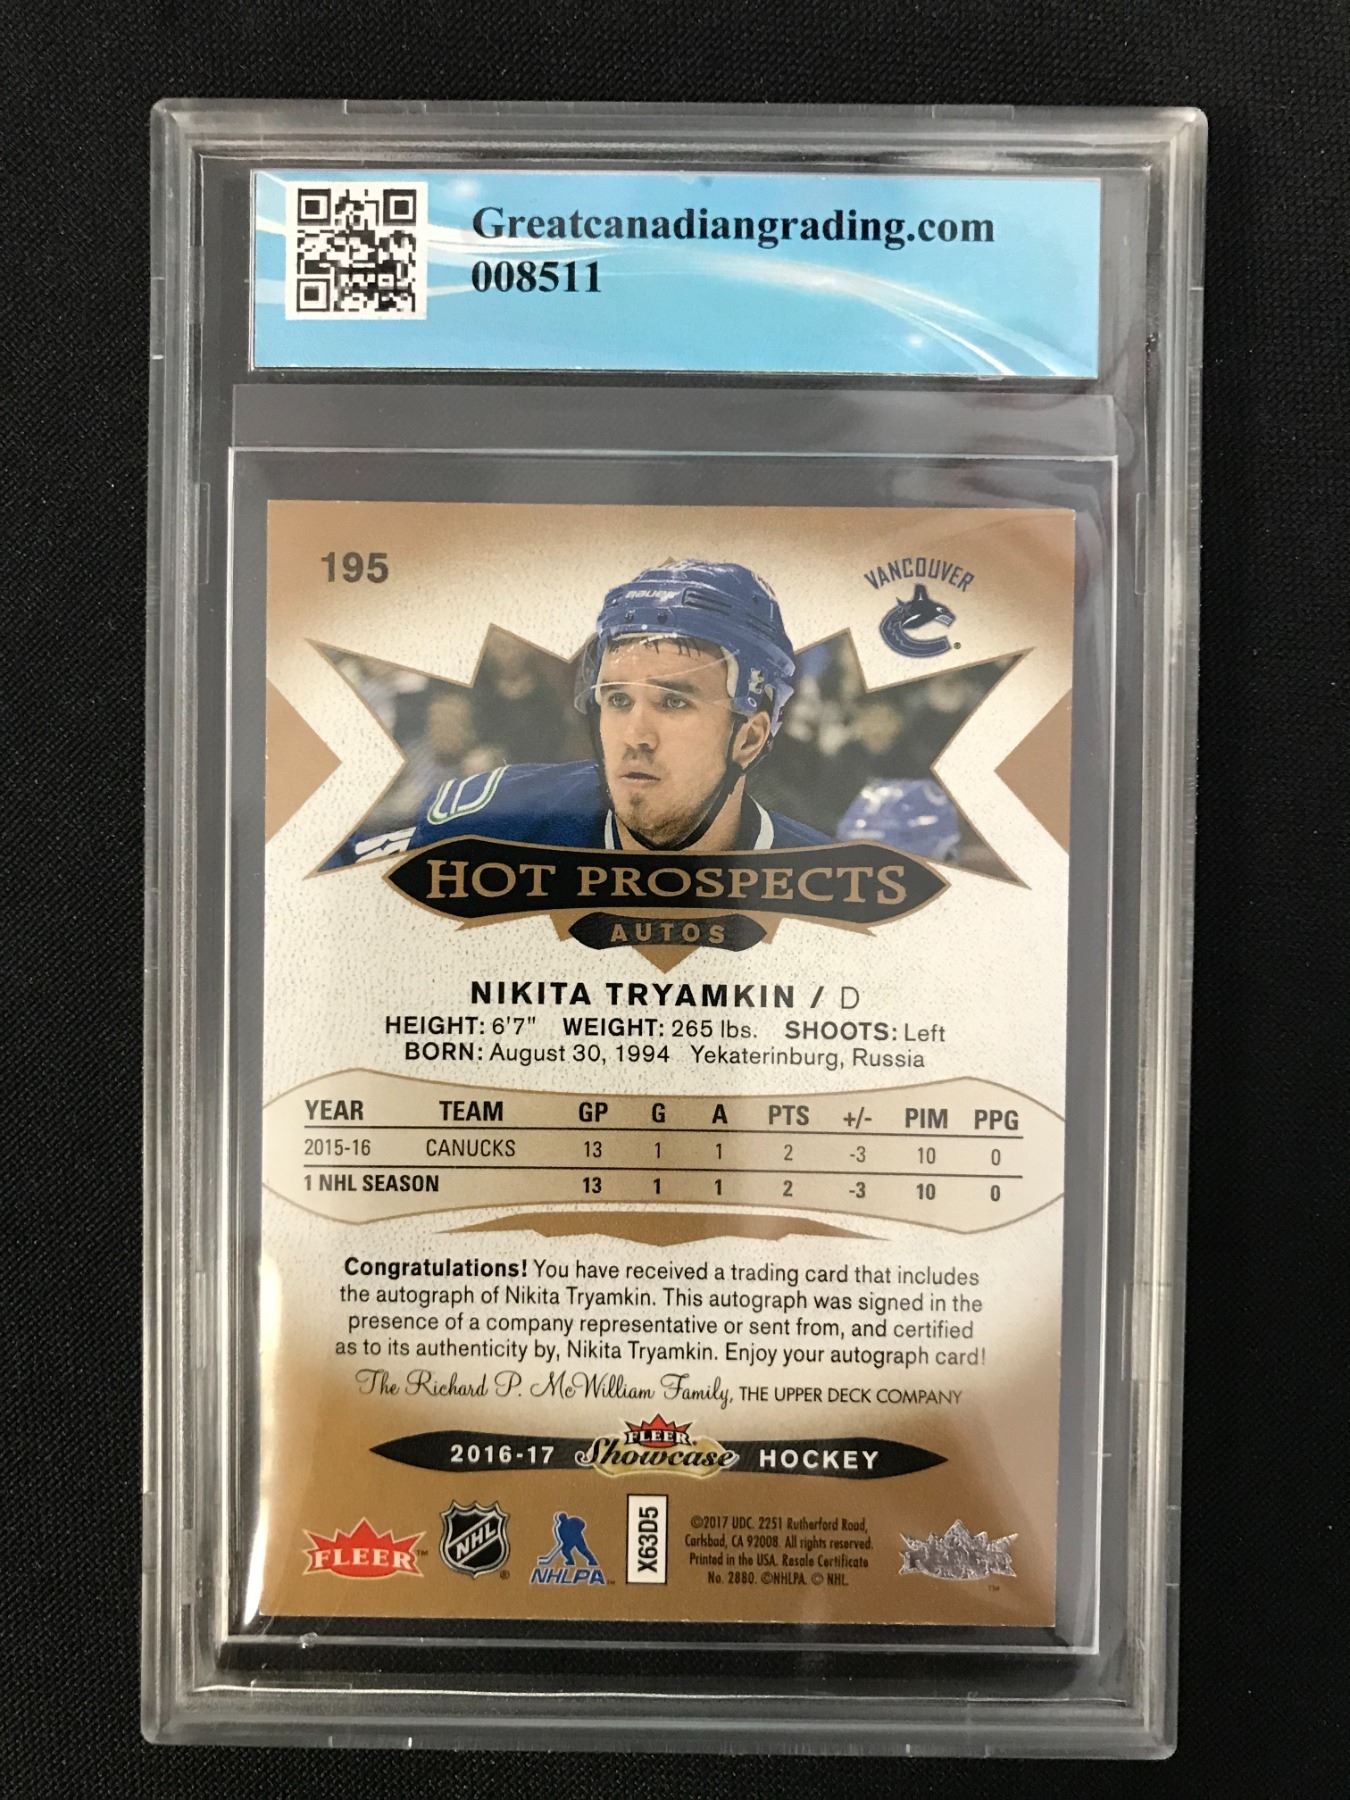 Greatcanadiangrading.com
008511
195
VANCOUVER
BAUER
HOT PROSPECTS
AUTOS
NIKITA TRYAMKIN / D
HEIGHT: 6'7" WEIGHT: 265 lbs. SHOOTS: Left
BORN: August 30, 1994 Yekaterinburg, Russia
YEAR TEAM GP G A PTS +/- PIM PPG
2015-16 CANUCKS 13 1 1 2 -3 10 0
1 NHL SEASON 13 1 1 2 -3 10 0
Congratulations! You have received a trading card that includes
the autograph of Nikita Tryamkin. This autograph was signed in the
presence of a company representative or sent from, and certified
as to its authenticity by, Nikita Tryamkin. Enjoy your autograph card!
The Richard P. McWilliam Family, THE UPPER DECK COMPANY
2016-17 FLEER Showcase HOCKEY
FLEER™ NHL® NHLPA™ X63D5
©2017 UDC. 2251 Rutherford Road,
Carlsbad, CA 92008. All rights reserved.
Printed in the USA. Resale Certificate
No. 2880. ©NHLPA. © NHL.
FLEER™